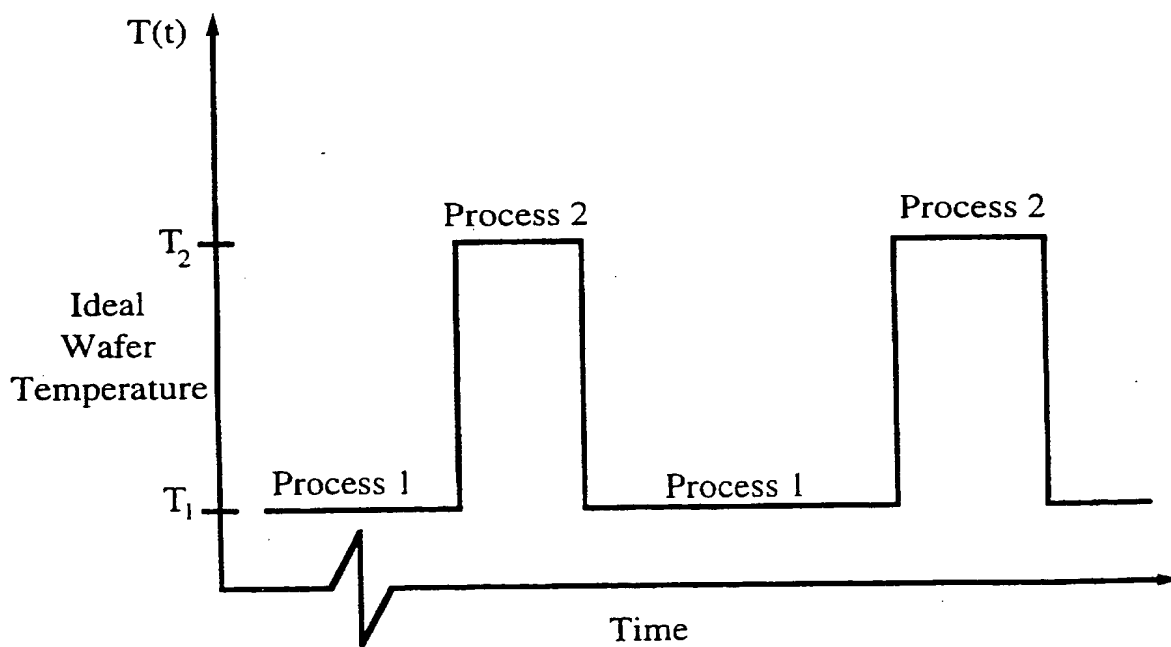 T(t)
Process 2
Process 2
T2
Ideal
Wafer
Temperature
Process 1
Process 1
T1
Time